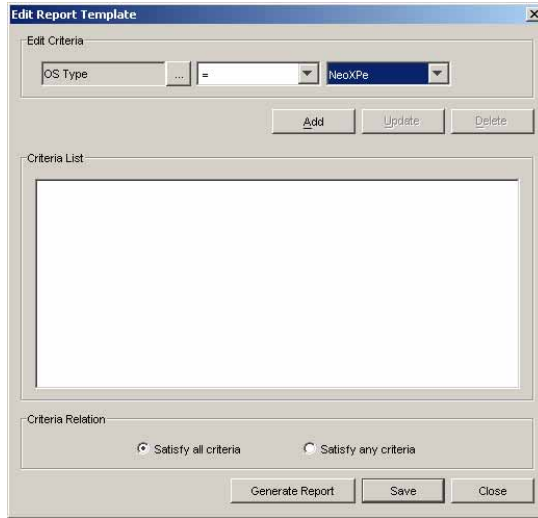 Edit Report Template
Edit Criteria
OS Type ... = NeoXPe
Add Update Delete
Criteria List
Criteria Relation
Satisfy all criteria Satisfy any criteria
Generate Report Save Close